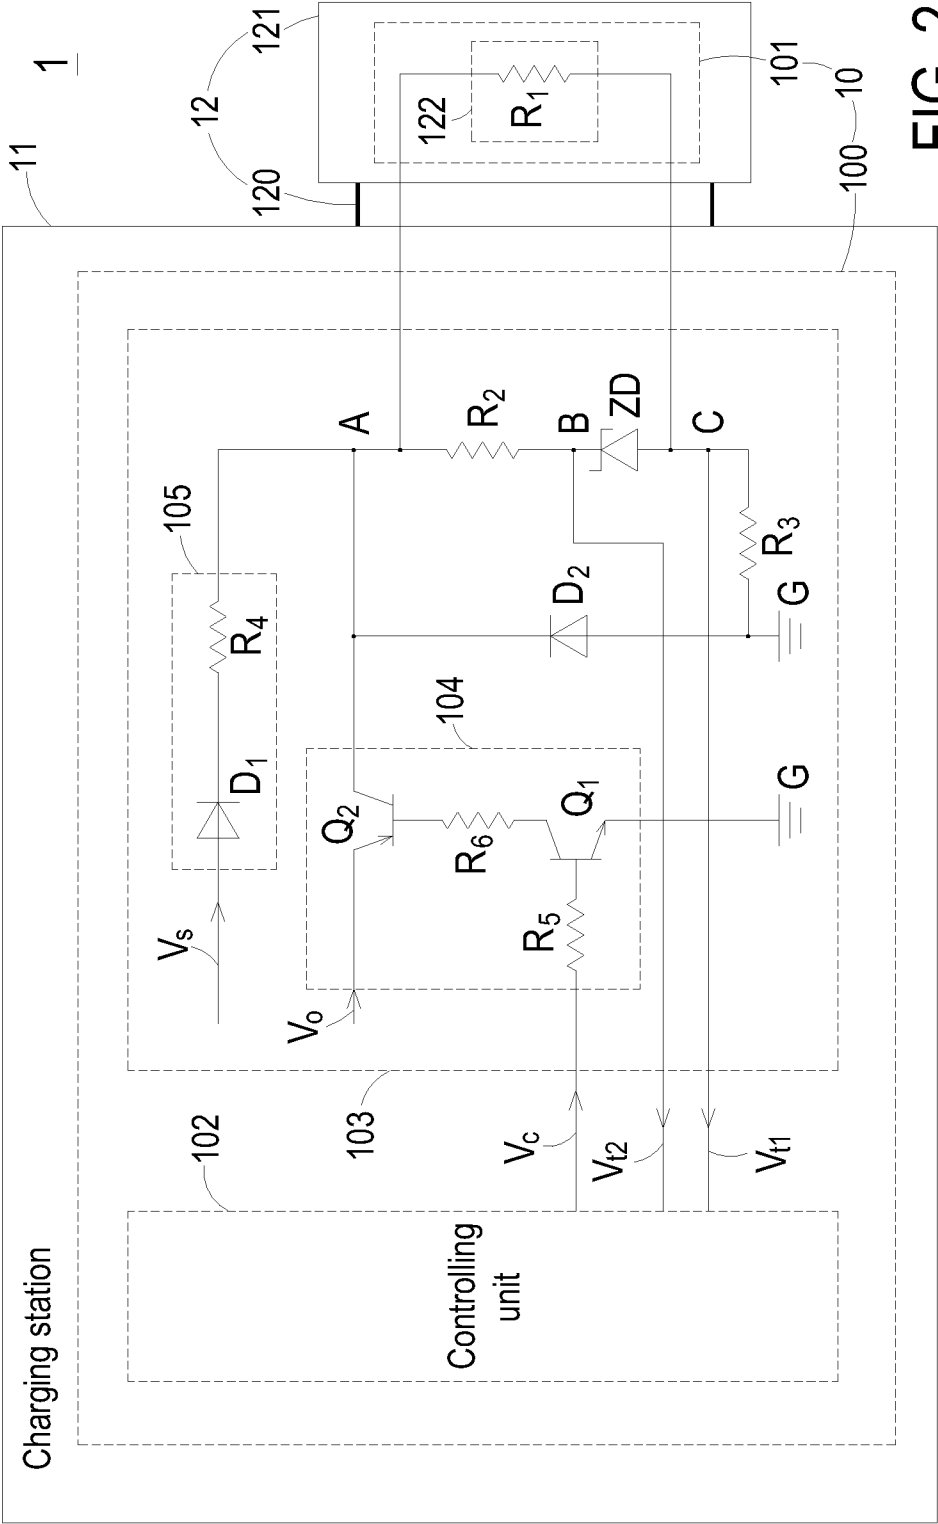 Charging station
11
1
105
Vs
102
12
D1
R4
120
121
Vo
Q2
A
103
122
104
Controlling
unit
R6
R2
Vc
R1
R5
D2
B
Q1
Vt2
ZD
C
Vt1
R3
101
G
G
10
100
FIG. 2